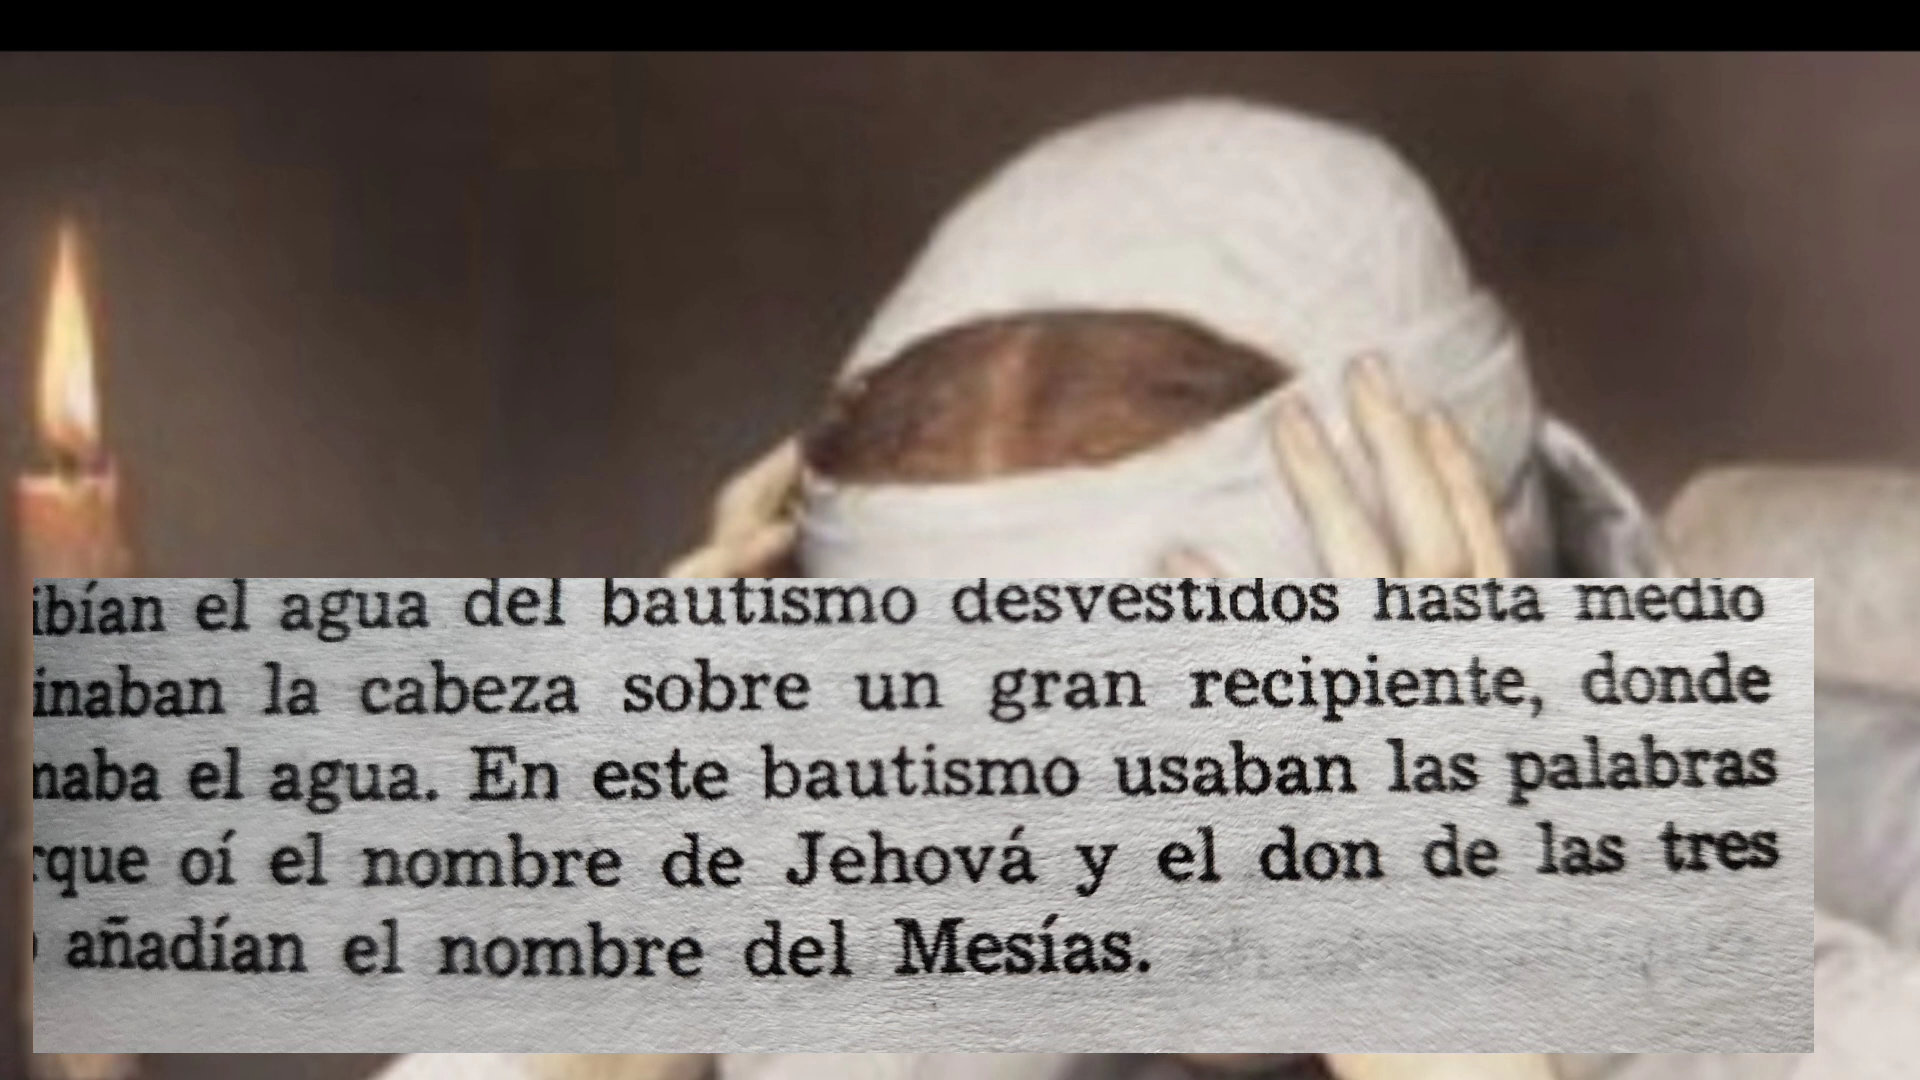 ibían el agua del bautismo desvestidos hasta medio
inaban la cabeza sobre un gran recipiente, donde
naba el agua. En este bautismo usaban las palabras
rque oí el nombre de Jehová y el don de las tres
añadían el nombre del Mesías.